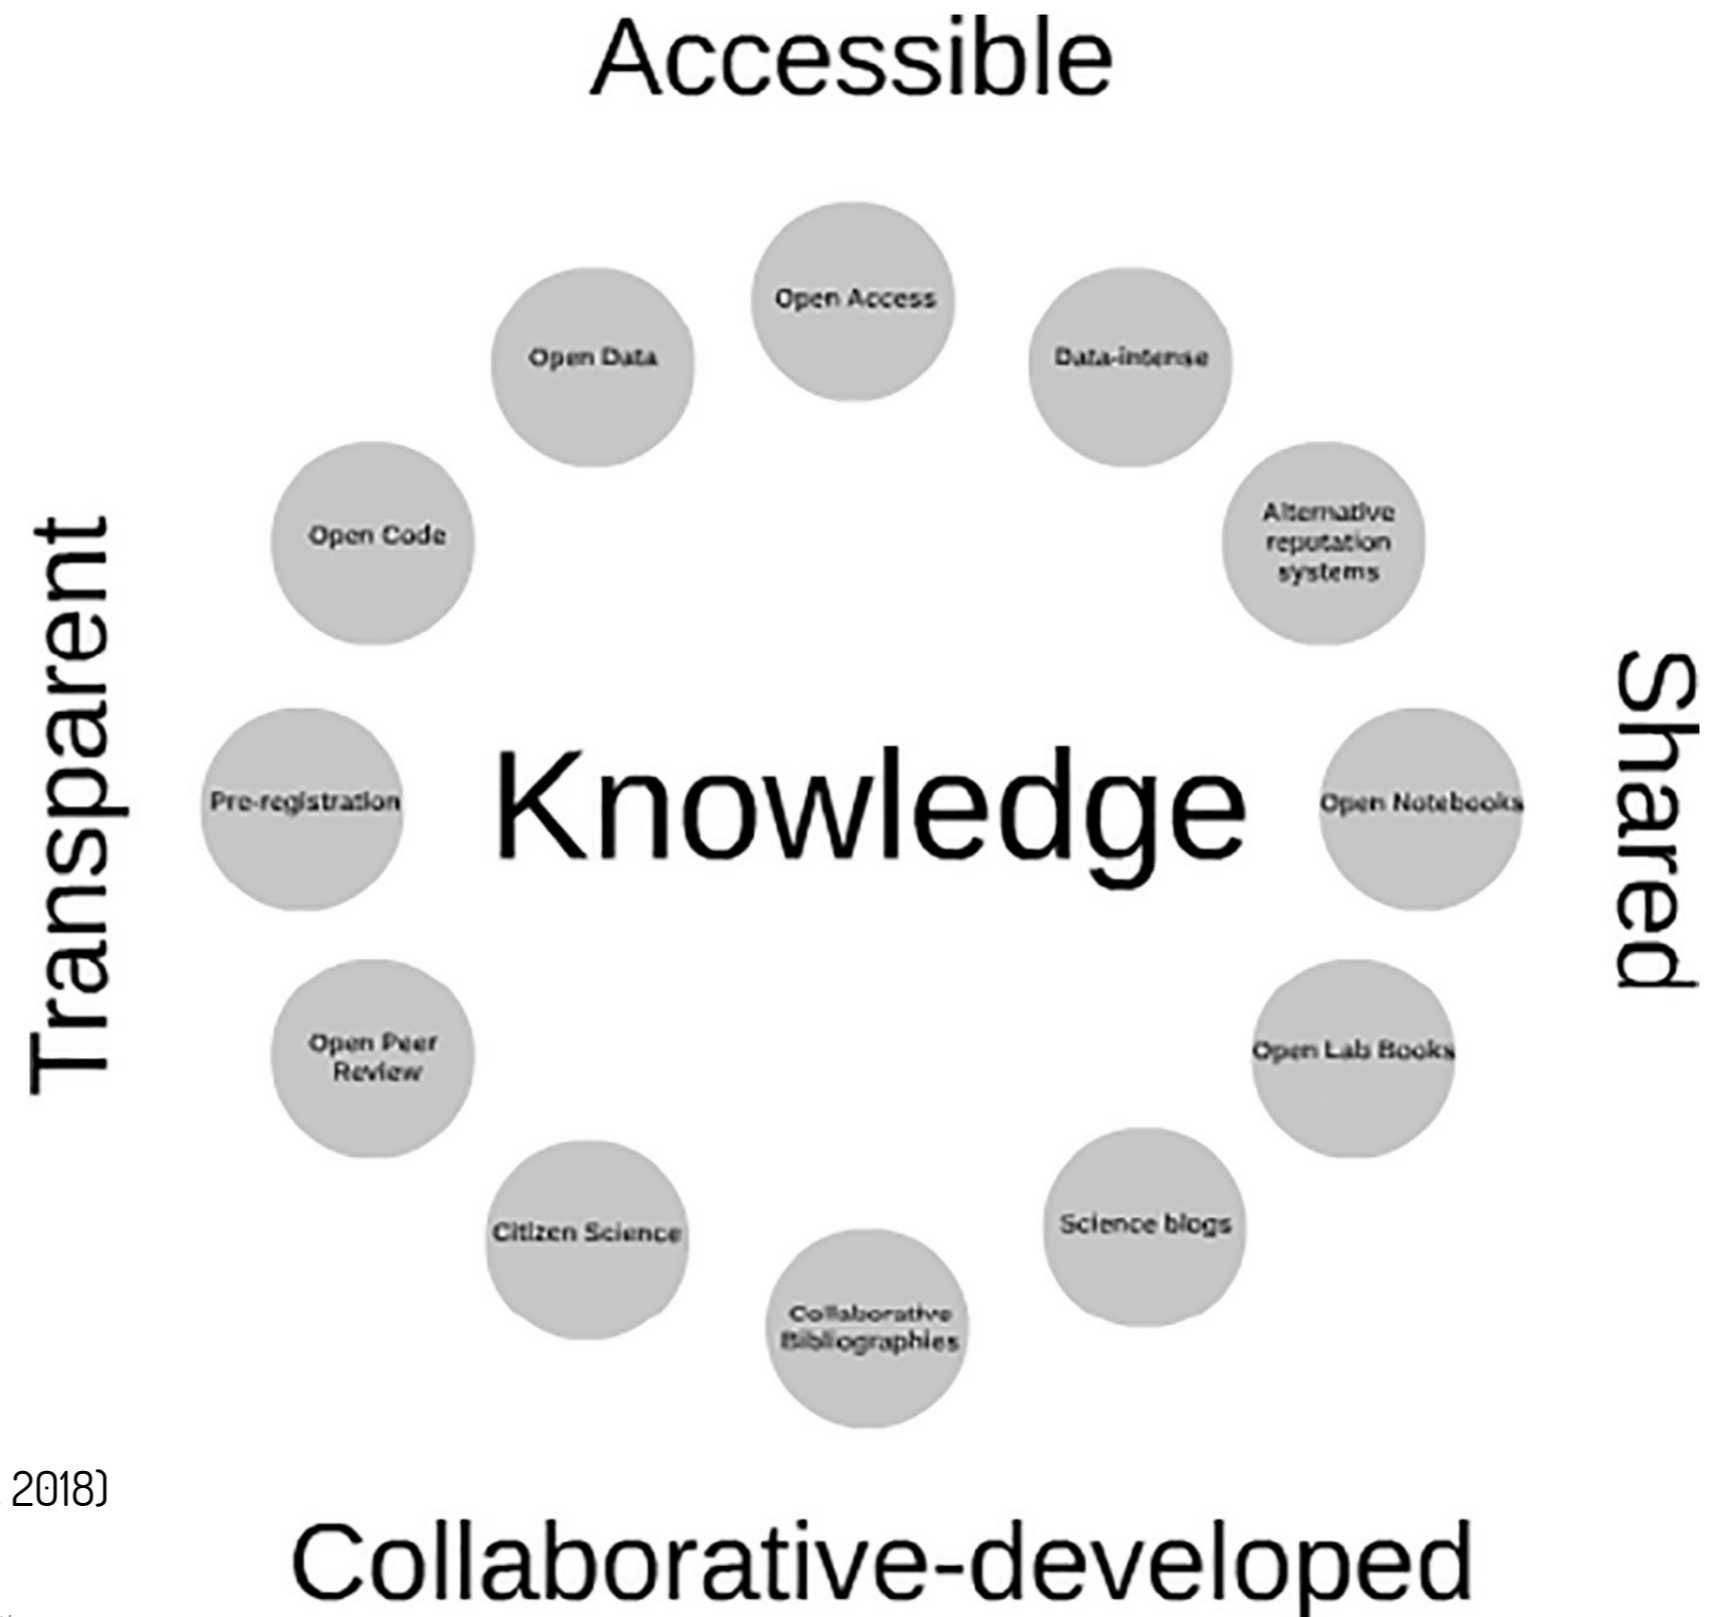 Accessible
Open Access
Open Data
Data-intense
Open Code
Alternative
reputation
systems
Transparent
Shared
Pre-registration
Knowledge
Open Notebooks
Open Peer
Review
Open Lab Books
Citizen Science
Science blogs
Collaborative
Bibliographies
2018)
Collaborative-developed